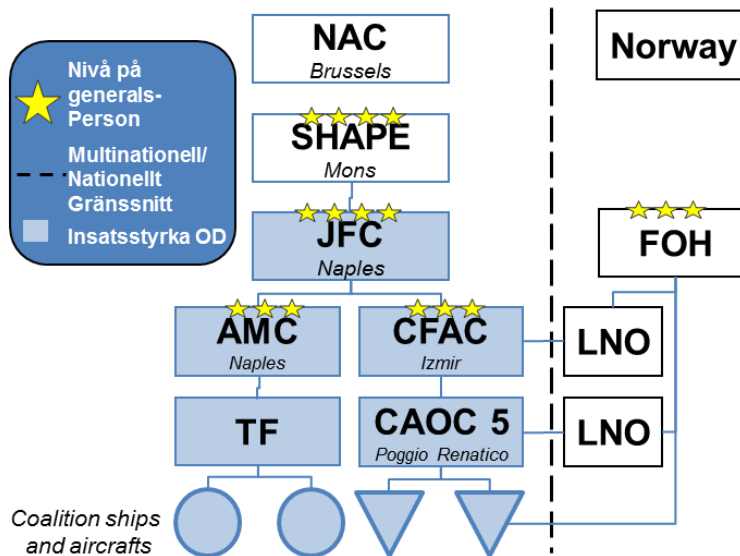 Nivå på
generals-
Person
Multinationell/
Nationellt
Gränssnitt
Insatsstyrka OD
NAC
Brussels
Norway
SHAPE
Mons
JFC
Naples
FOH
AMC
Naples
CFAC
Izmir
LNO
TF
CAOC 5
Poggio Renatico
LNO
Coalition ships
and aircrafts